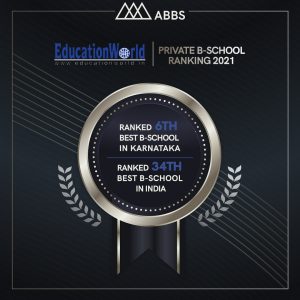 ABBS
EducationWorld
www.educationworld.in
PRIVATE B-SCHOOL
RANKING 2021
RANKED 6TH
BEST B-SCHOOL
IN KARNATAKA
RANKED 34TH
BEST B-SCHOOL
IN INDIA